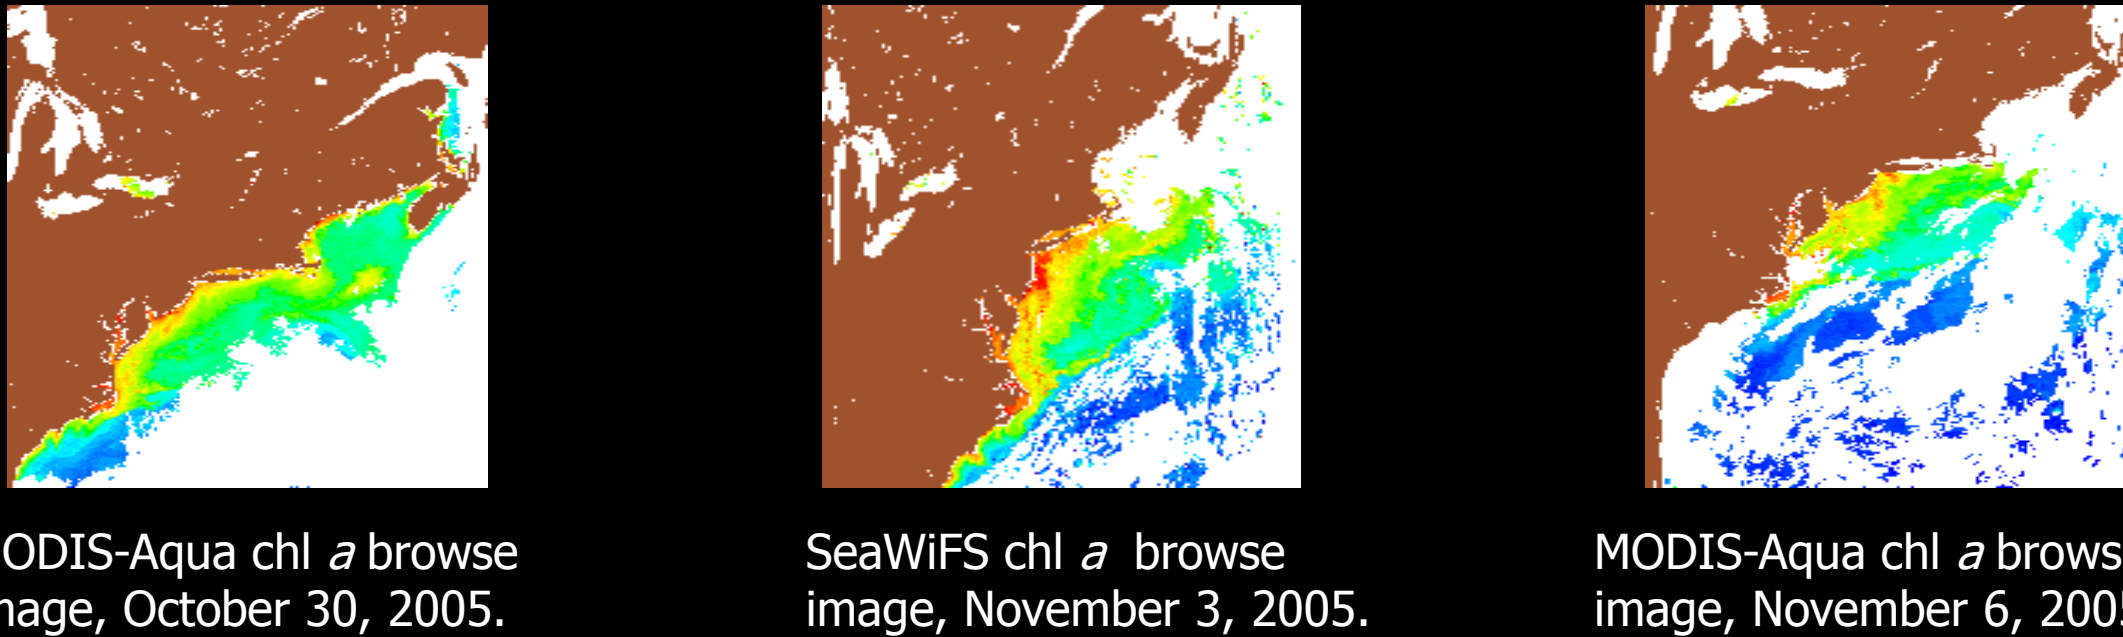 ODIS-Aqua chl a browse
mage, October 30, 2005.
SeaWiFS chl a browse
image, November 3, 2005.
MODIS-Aqua chl a brows
image, November 6, 200